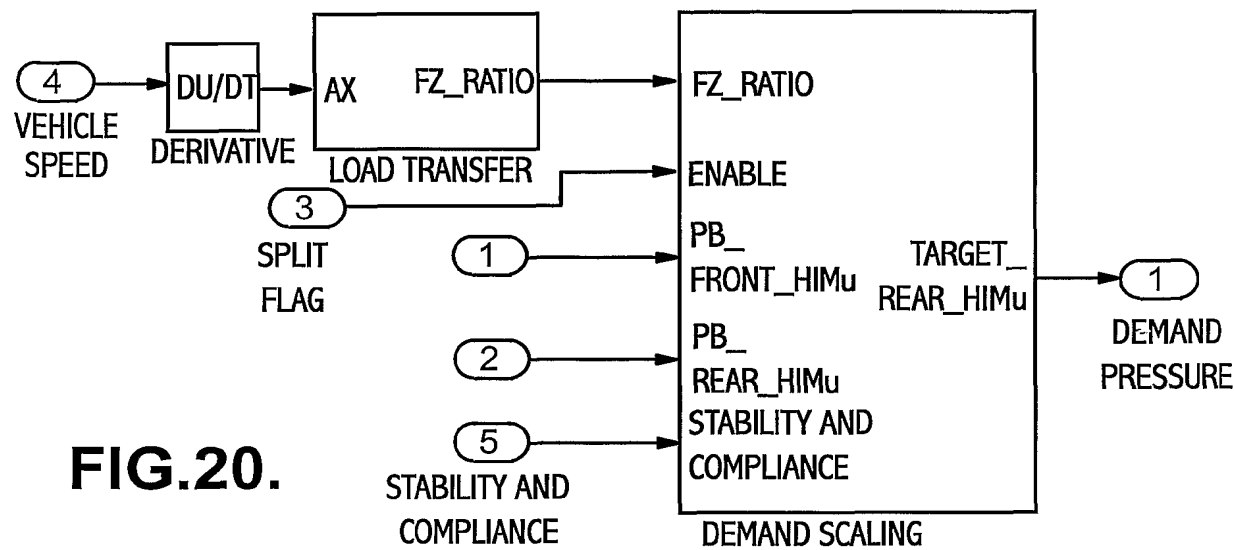 4
VEHICLE
SPEED
DU/DT
DERIVATIVE
AX
FZ_RATIO
LOAD TRANSFER
3
SPLIT
FLAG
1
2
5
STABILITY AND
COMPLIANCE
FZ_RATIO
ENABLE
PB_
FRONT_HIMu
PB_
REAR_HIMu
STABILITY AND
COMPLIANCE
TARGET_
REAR_HIMu
DEMAND SCALING
1
DEMAND
PRESSURE
FIG.20.